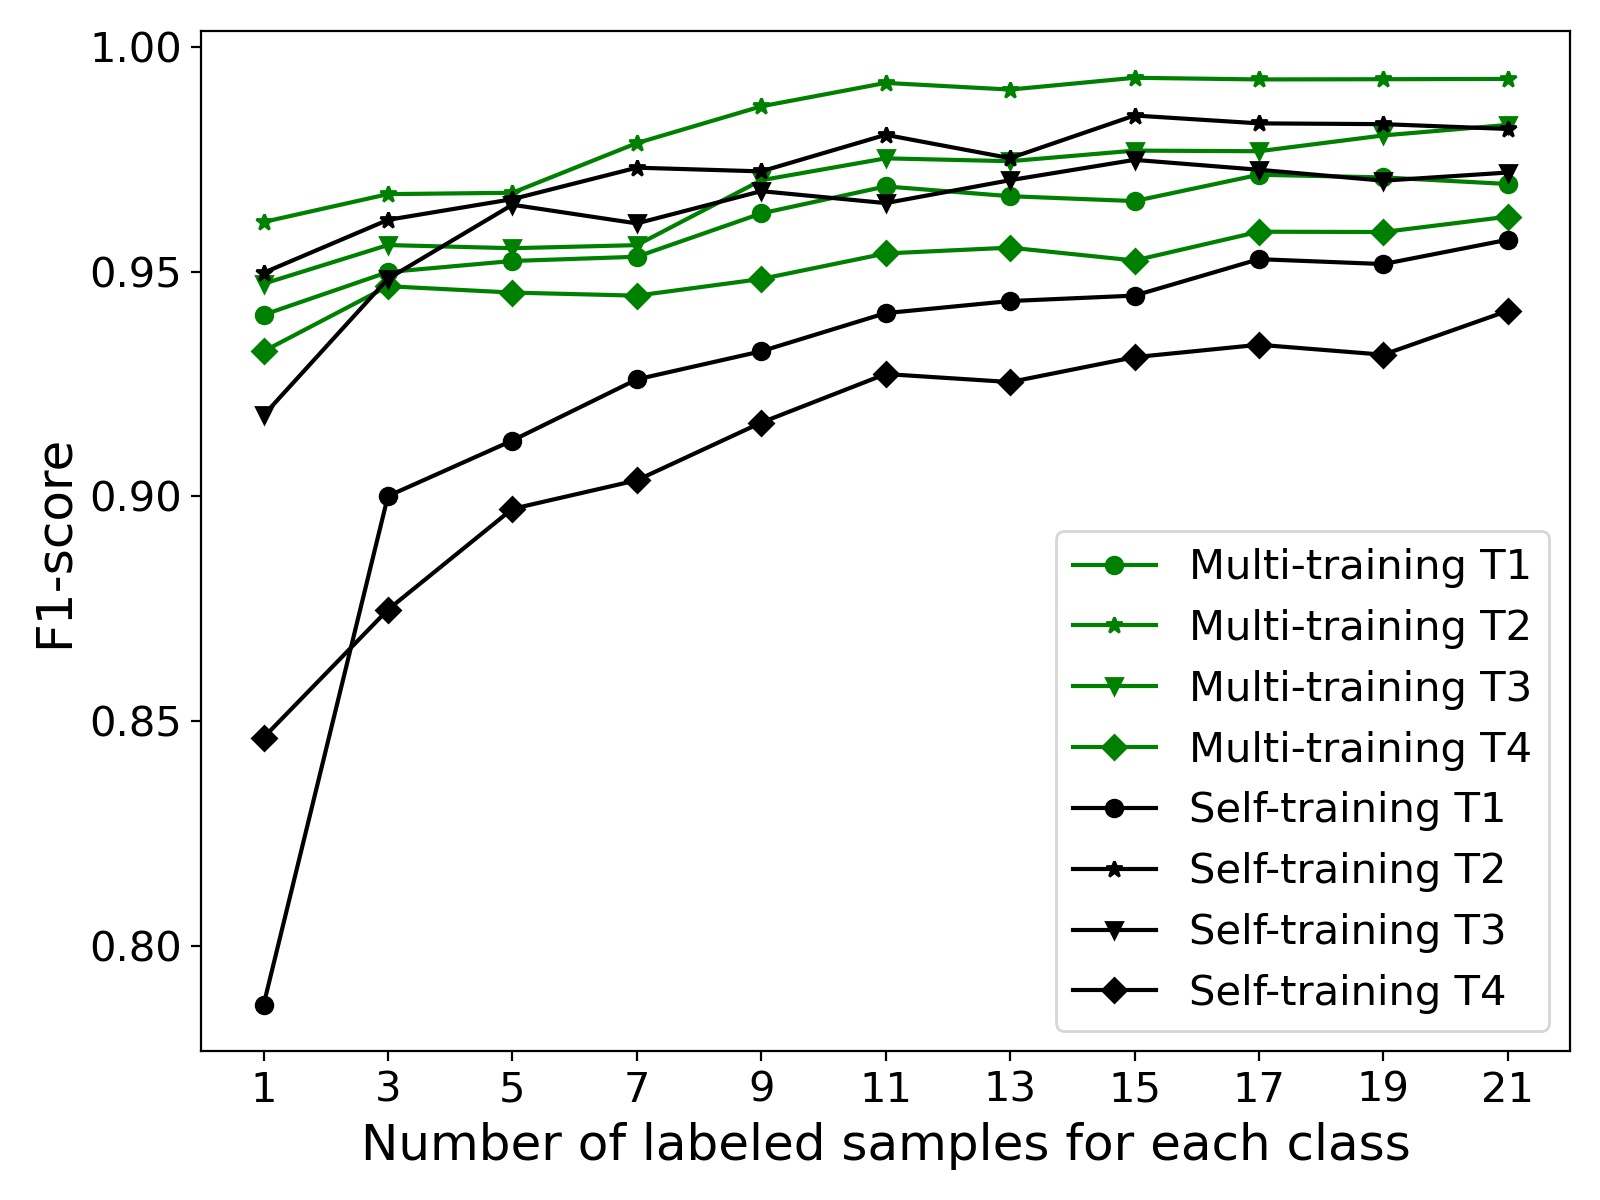 F1-score
1.00
0.95
0.90
0.85
0.80
1 3 5 7 9 11 13 15 17 19 21
Number of labeled samples for each class
Multi-training T1
Multi-training T2
Multi-training T3
Multi-training T4
Self-training T1
Self-training T2
Self-training T3
Self-training T4